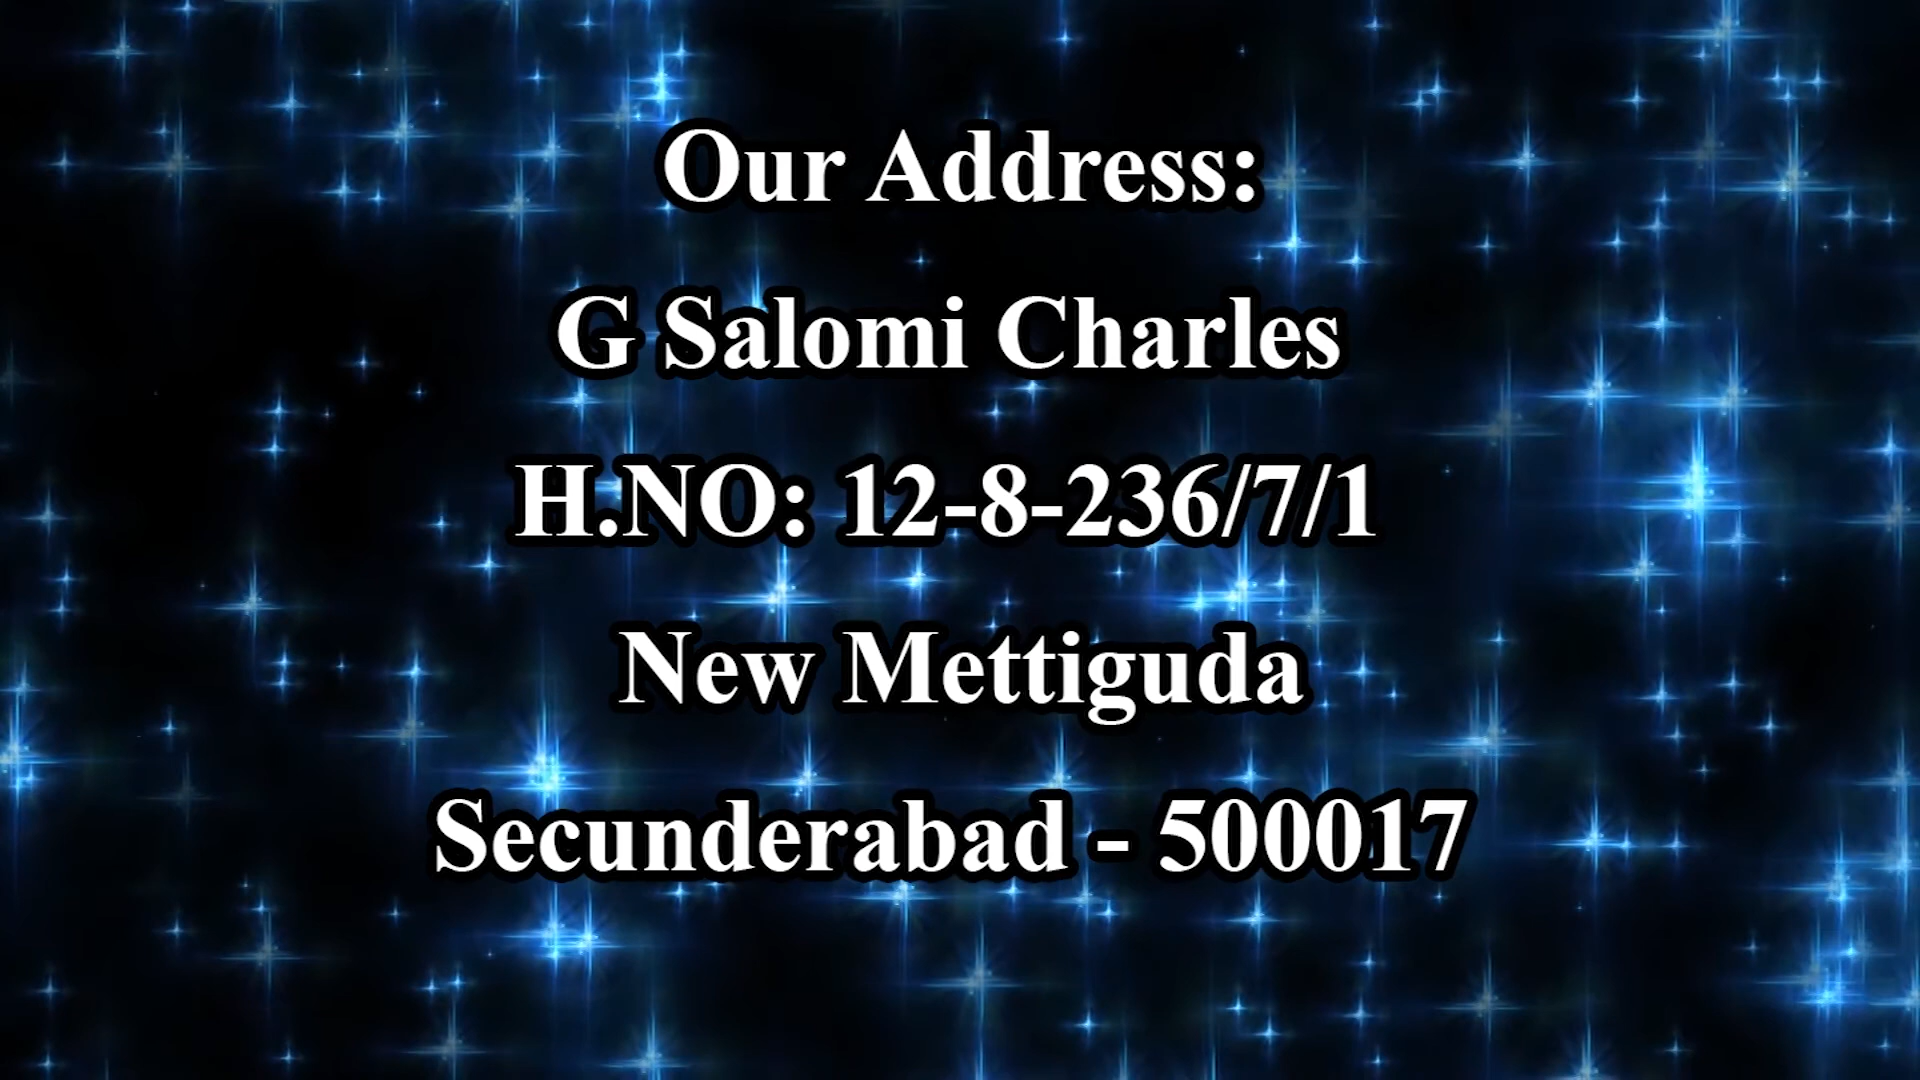 Our Address:
G Salomi Charles
H.NO: 12-8-236/7/1
New Mettiguda
Secunderabad - 500017